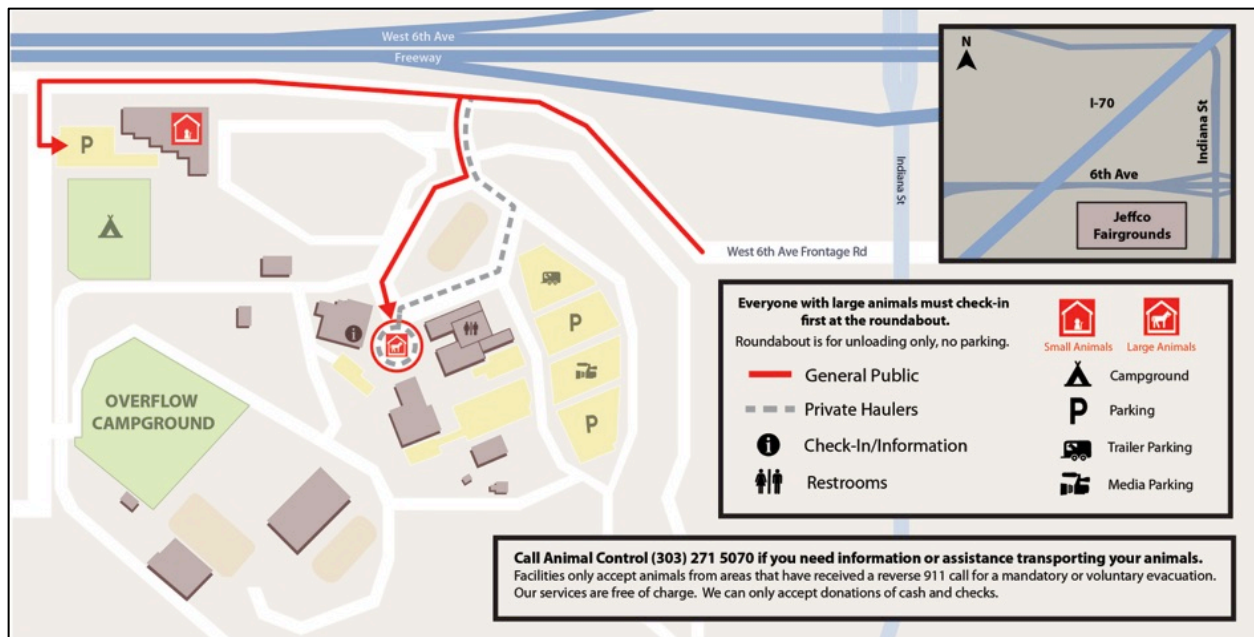 West 6th Ave
Freeway
P
OVERFLOW
CAMPGROUND
i
P
P
Indiana St
West 6th Ave Frontage Rd
N
I-70
Indiana St
6th Ave
Jeffco
Fairgrounds
Everyone with large animals must check-in
first at the roundabout.
Roundabout is for unloading only, no parking.
General Public
Private Haulers
i Check-In/Information
Restrooms
Small Animals Large Animals
Campground
P Parking
Trailer Parking
Media Parking
Call Animal Control (303) 271 5070 if you need information or assistance transporting your animals.
Facilities only accept animals from areas that have received a reverse 911 call for a mandatory or voluntary evacuation.
Our services are free of charge. We can only accept donations of cash and checks.